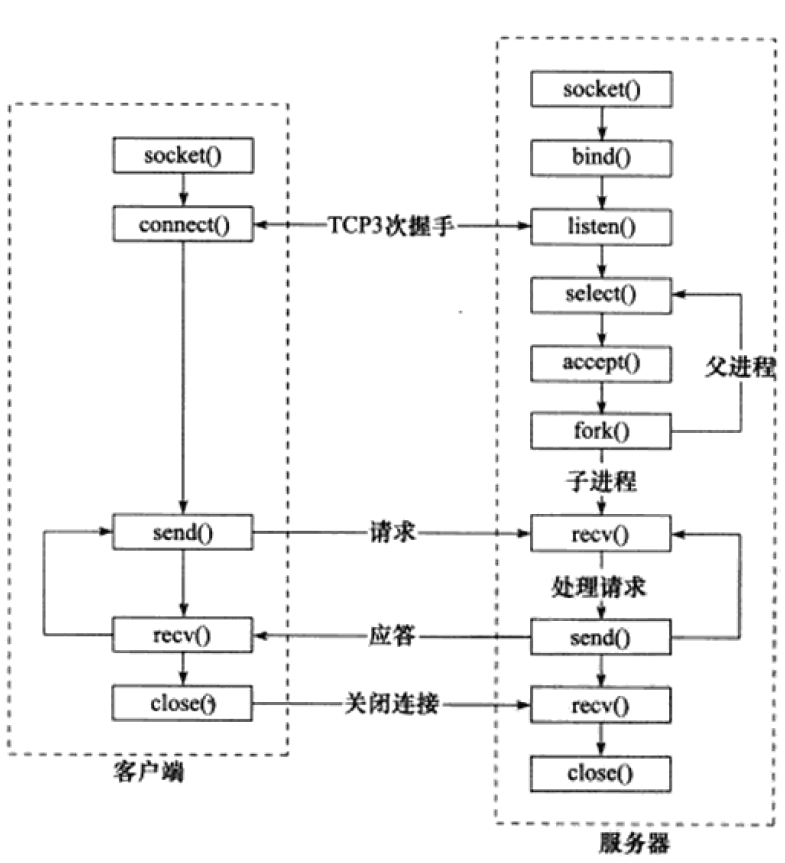 socket()
bind()
listen()
select()
accept()
fork()
父进程
子进程
recv()
处理请求
send()
recv()
close()
服务器
socket()
connect()
TCP3次握手
send()
请求
recv()
应答
close()
关闭连接
客户端